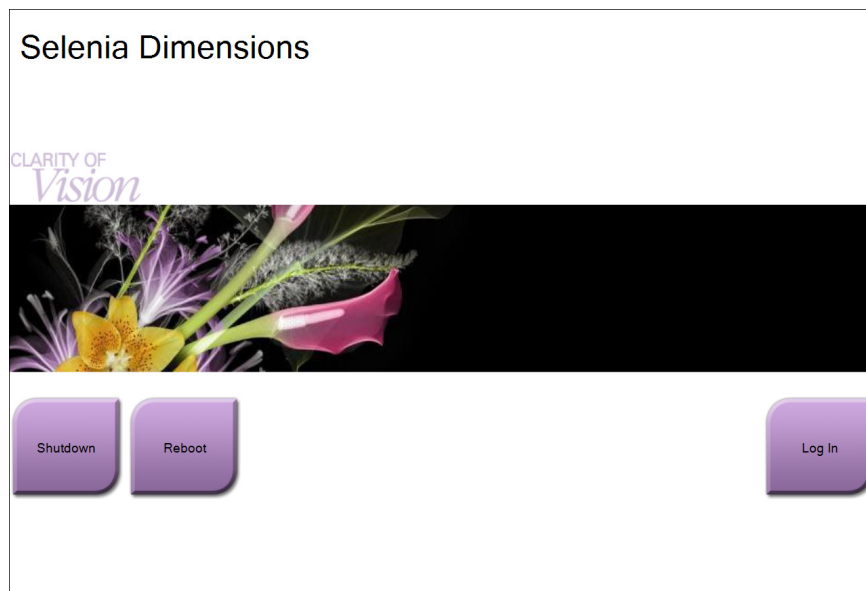 Selenia Dimensions
CLARITY OF
Vision
Shutdown
Reboot
Log In